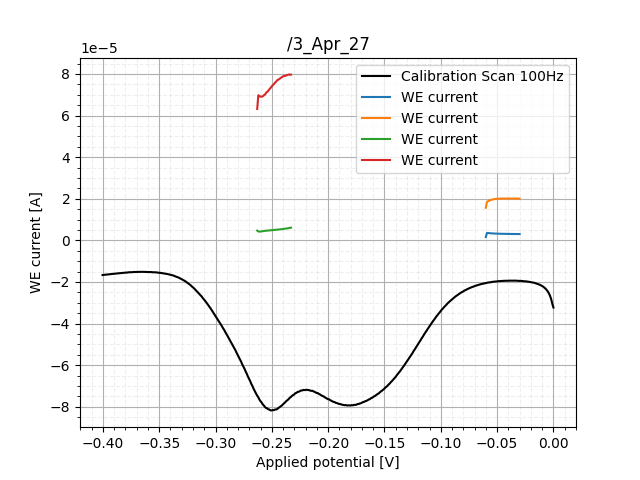 /3_Apr_27
1e−5
Calibration Scan 100Hz
WE current
WE current
WE current
WE current
8
6
4
2
0
−2
−4
−6
−8
WE current [A]
−0.40 −0.35 −0.30 −0.25 −0.20 −0.15 −0.10 −0.05 0.00
Applied potential [V]